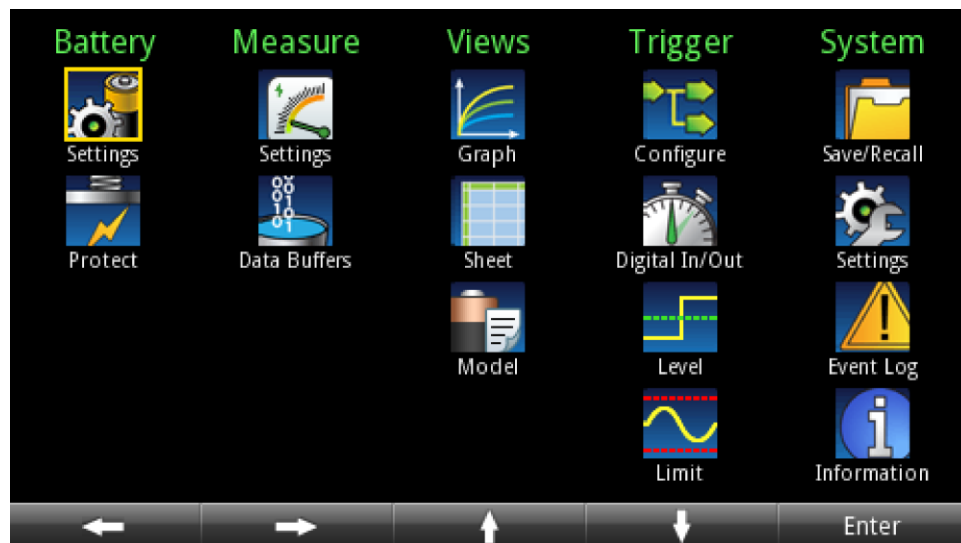 Battery Measure Views Trigger System
Settings Settings Graph Configure Save/Recall
Protect Data Buffers Sheet Digital In/Out Settings
Model Level Event Log
Limit Information
Enter